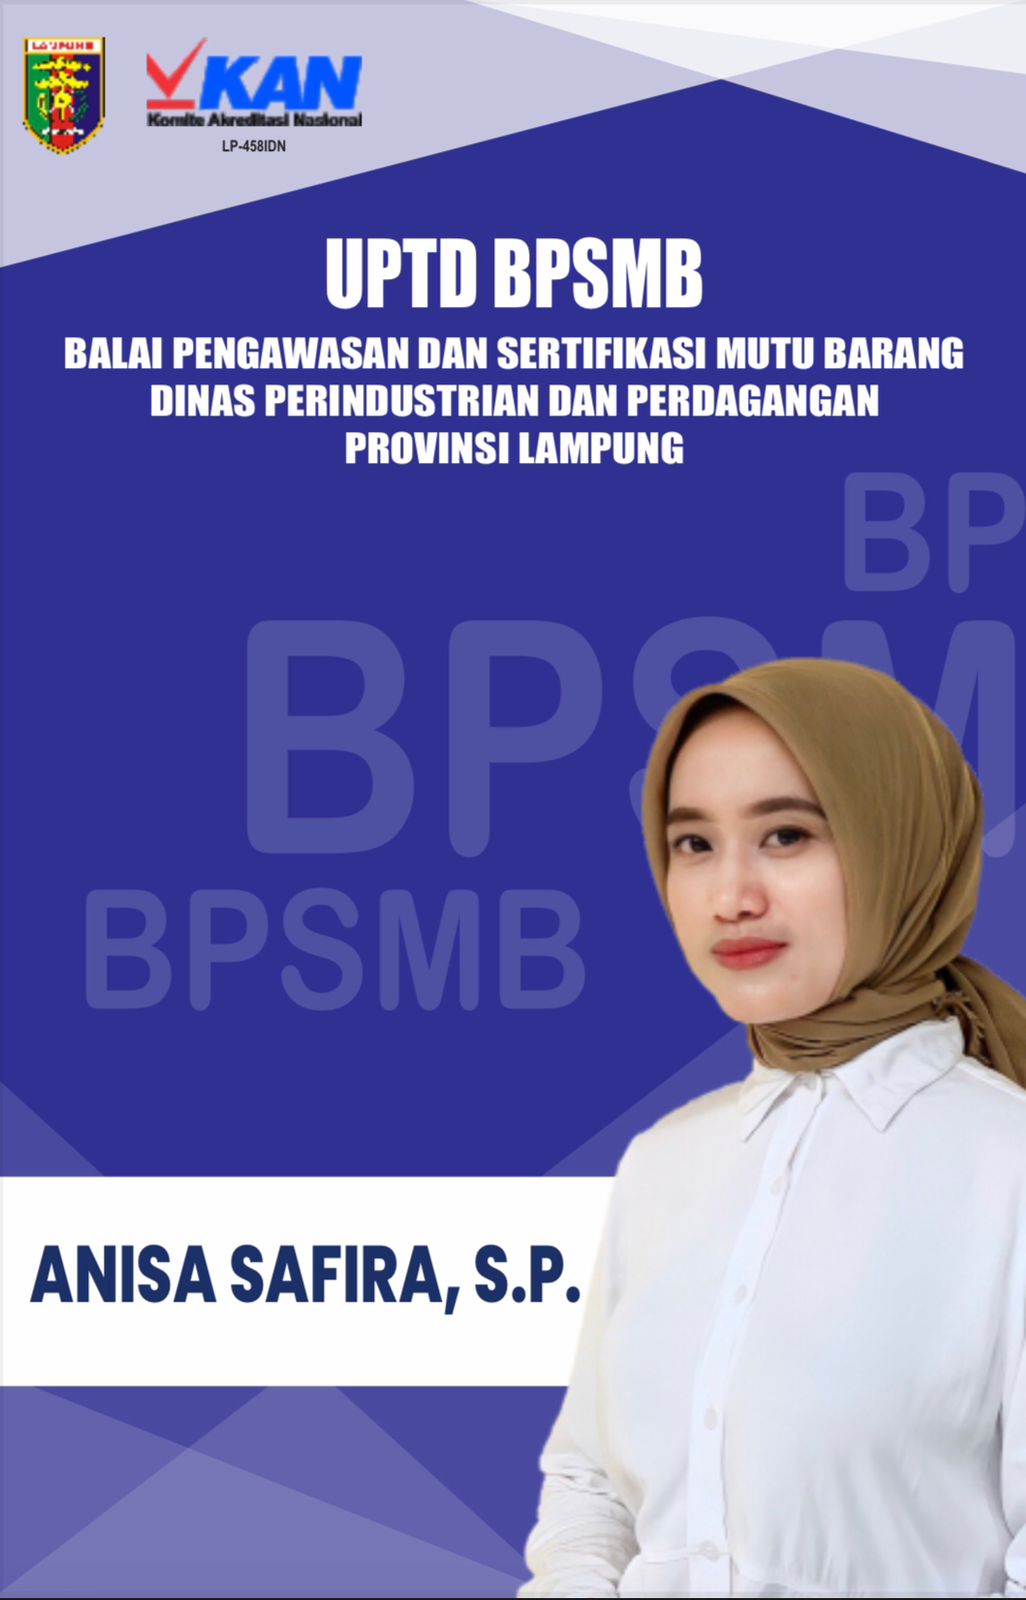 LAMPUNG
KAN
Komite Akreditasi Nasional
LP-458IDN
UPTD BPSMB
BALAI PENGAWASAN DAN SERTIFIKASI MUTU BARANG
DINAS PERINDUSTRIAN DAN PERDAGANGAN
PROVINSI LAMPUNG
BP
BPSM
BPSMB
ANISA SAFIRA, S.P.